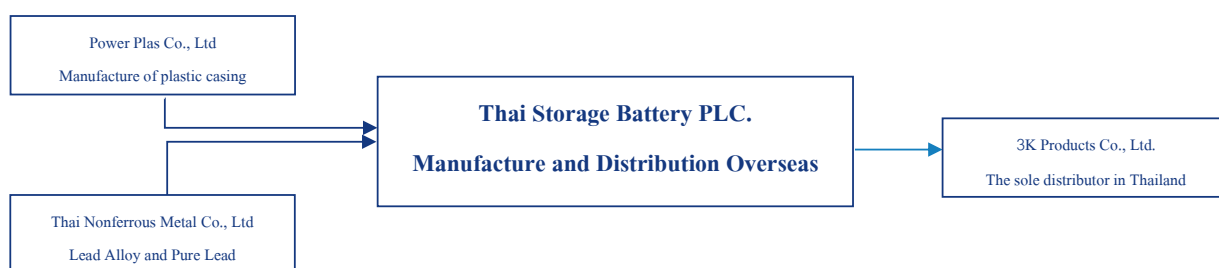 Power Plas Co., Ltd
Manufacture of plastic casing
Thai Storage Battery PLC.
Manufacture and Distribution Overseas
3K Products Co., Ltd.
The sole distributor in Thailand
Thai Nonferrous Metal Co., Ltd
Lead Alloy and Pure Lead